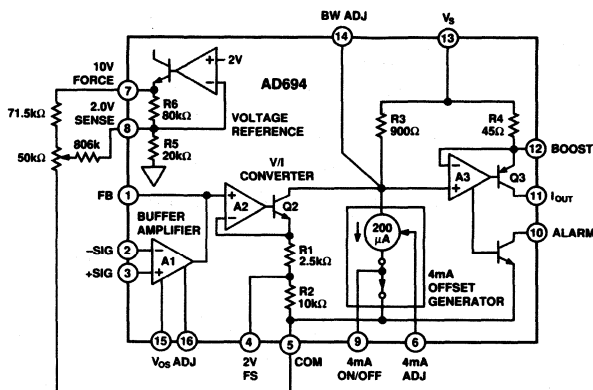 BW ADJ
V_S
14
13
10V
FORCE
7
2V
AD694
R6
80kΩ
71.5kΩ
2.0V
SENSE
8
VOLTAGE
REFERENCE
R3
900Ω
R4
45Ω
806k
50kΩ
R5
20kΩ
12
BOOST
V/I
CONVERTER
A3
Q3
FB
1
A2
Q2
11
I_OUT
BUFFER
AMPLIFIER
200
µA
10
ALARM
–SIG
2
R1
2.5kΩ
+SIG
3
A1
4mA
OFFSET
GENERATOR
R2
10kΩ
15
16
4
5
9
6
V_OS ADJ
2V
FS
COM
4mA
ON/OFF
4mA
ADJ